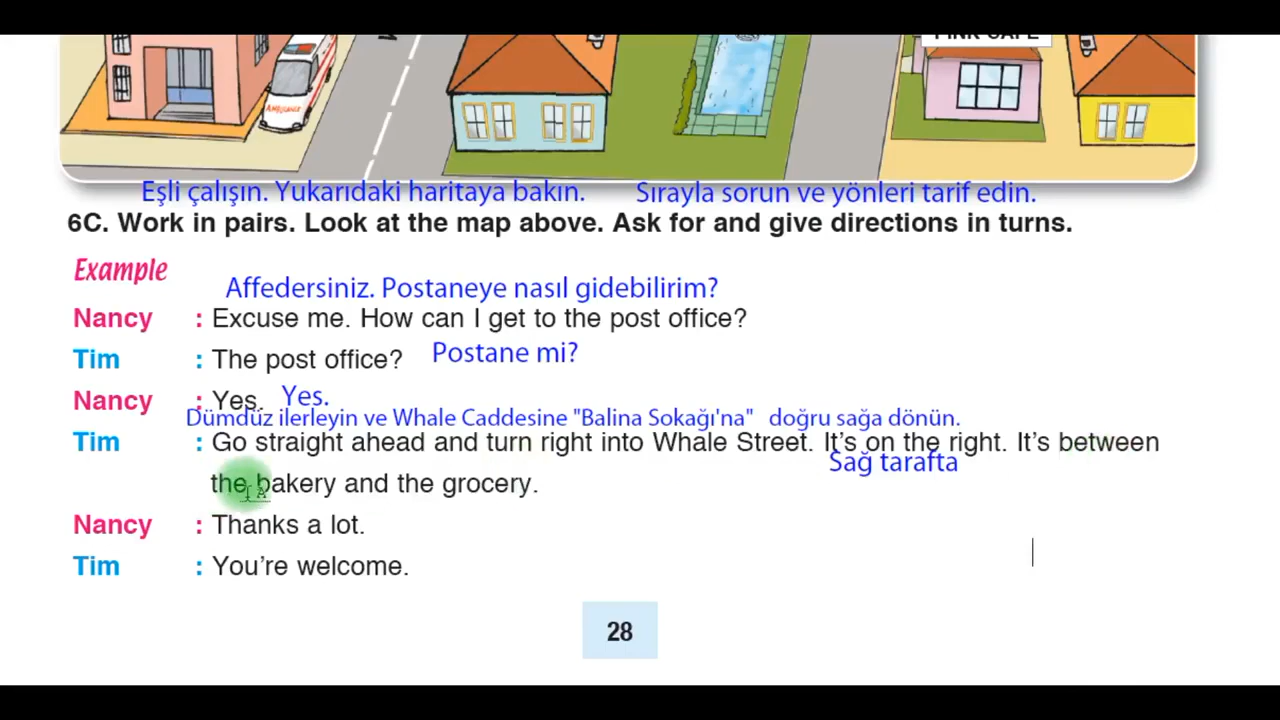 PINK CAFE
AMBULANCE
Eşli çalışın. Yukarıdaki haritaya bakın. Sırayla sorun ve yönleri tarif edin.
6C. Work in pairs. Look at the map above. Ask for and give directions in turns.
Example
Affedersiniz. Postaneye nasıl gidebilirim?
Nancy : Excuse me. How can I get to the post office?
Tim : The post office? Postane mi?
Nancy : Yes. Yes.
Dümdüz ilerleyin ve Whale Caddesine "Balina Sokağı'na" doğru sağa dönün.
Tim : Go straight ahead and turn right into Whale Street. It's on the right. It's between
Sağ tarafta
the bakery and the grocery.
Nancy : Thanks a lot.
Tim : You're welcome.
28